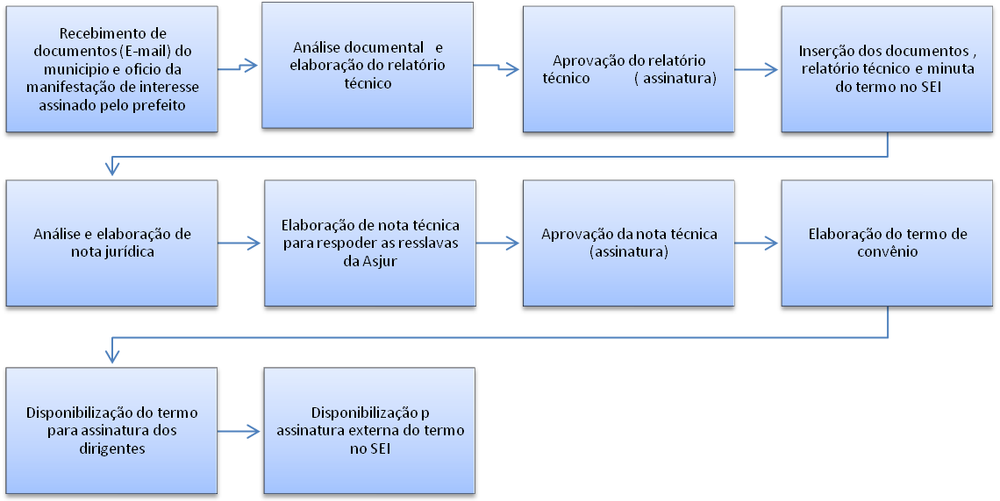 Recebimento de
documentos (E-mail) do
municipio e oficio da
manifestação de interesse
assinado pelo prefeito
Análise documental e
elaboração do relatório
técnico
Aprovação do relatório
técnico ( assinatura)
Inserção dos documentos ,
relatório técnico e minuta
do termo no SEI
Análise e elaboração de
nota jurídica
Elaboração de nota técnica
para respoder as resslavas
da Asjur
Aprovação da nota técnica
(assinatura)
Elaboração do termo de
convênio
Disponibilização do termo
para assinatura dos
dirigentes
Disponibilização p
assinatura externa do termo
no SEI